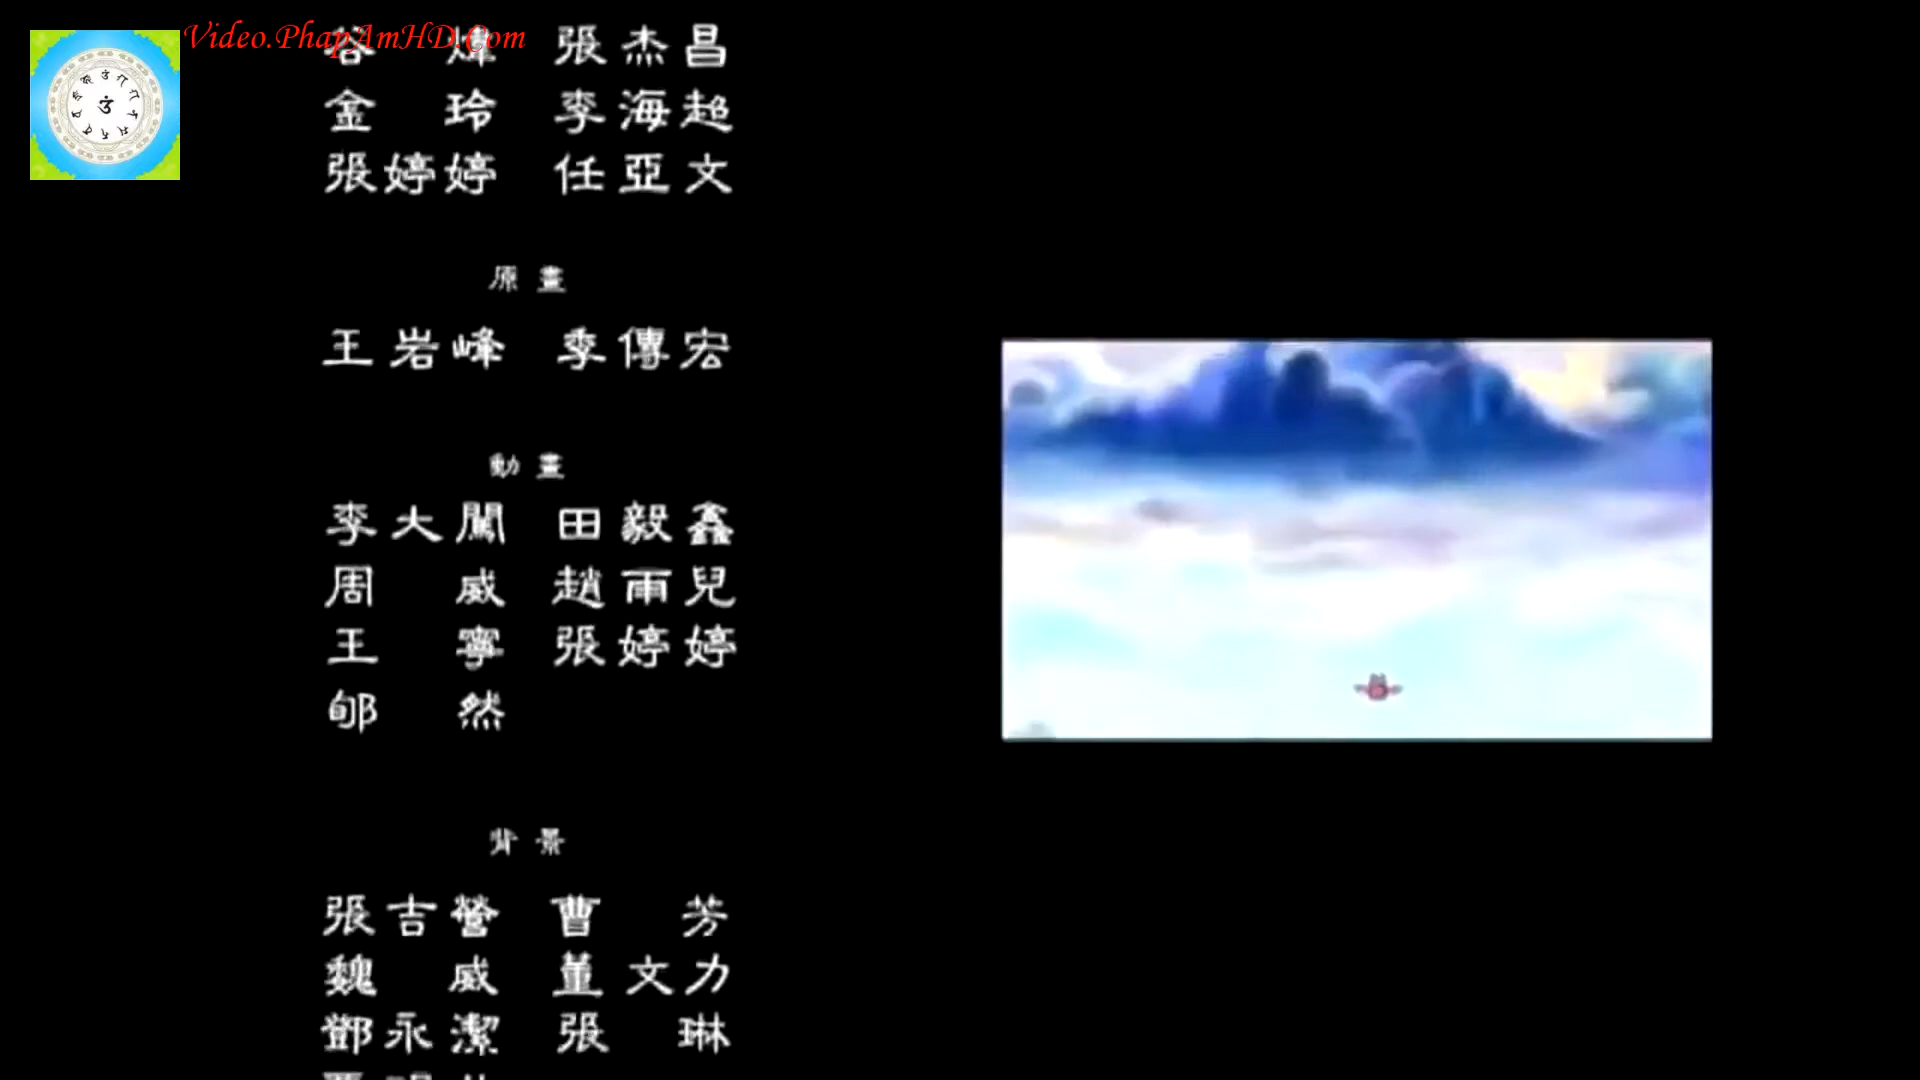 Video.PhapAmHD.Com
張杰昌
金玲 李海超
張婷婷 任亞文
原畫
王岩峰 李傳宏
動畫
李大闖 田毅鑫
周威 趙雨兒
王寧 張婷婷
郇然
背景
張吉營 曹芳
魏威 董文力
鄧永潔 張琳